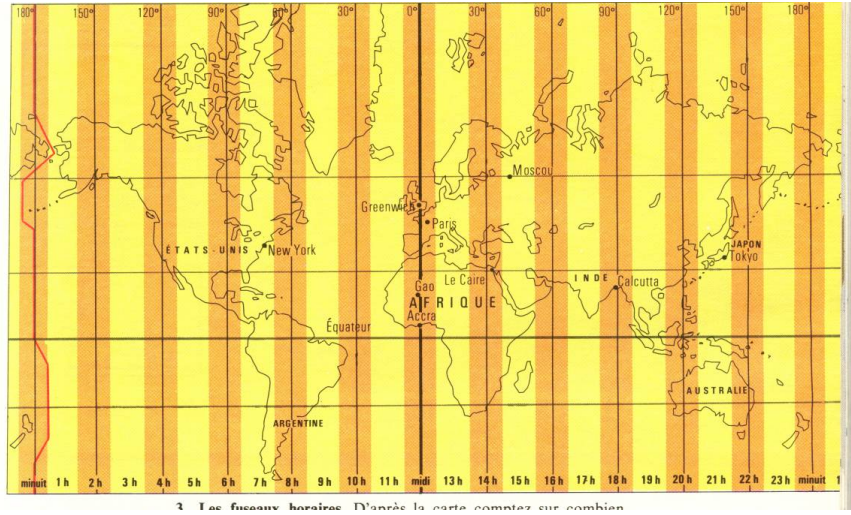 180° 150° 120° 90° 60° 30° 0° 30° 60° 90° 120° 150° 180°
Moscou
Greenwich
Paris
ÉTATS-UNIS New York
JAPON
Tokyo
Le Caire
INDE
Calcutta
Gao
AFRIQUE
Accra
Équateur
AUSTRALIE
ARGENTINE
minuit 1 h 2 h 3 h 4 h 5 h 6 h 7 h 8 h 9 h 10 h 11 h midi 13 h 14 h 15 h 16 h 17 h 18 h 19 h 20 h 21 h 22 h 23 h minuit 1
3. Les fuseaux horaires. D'après la carte comptez sur combien